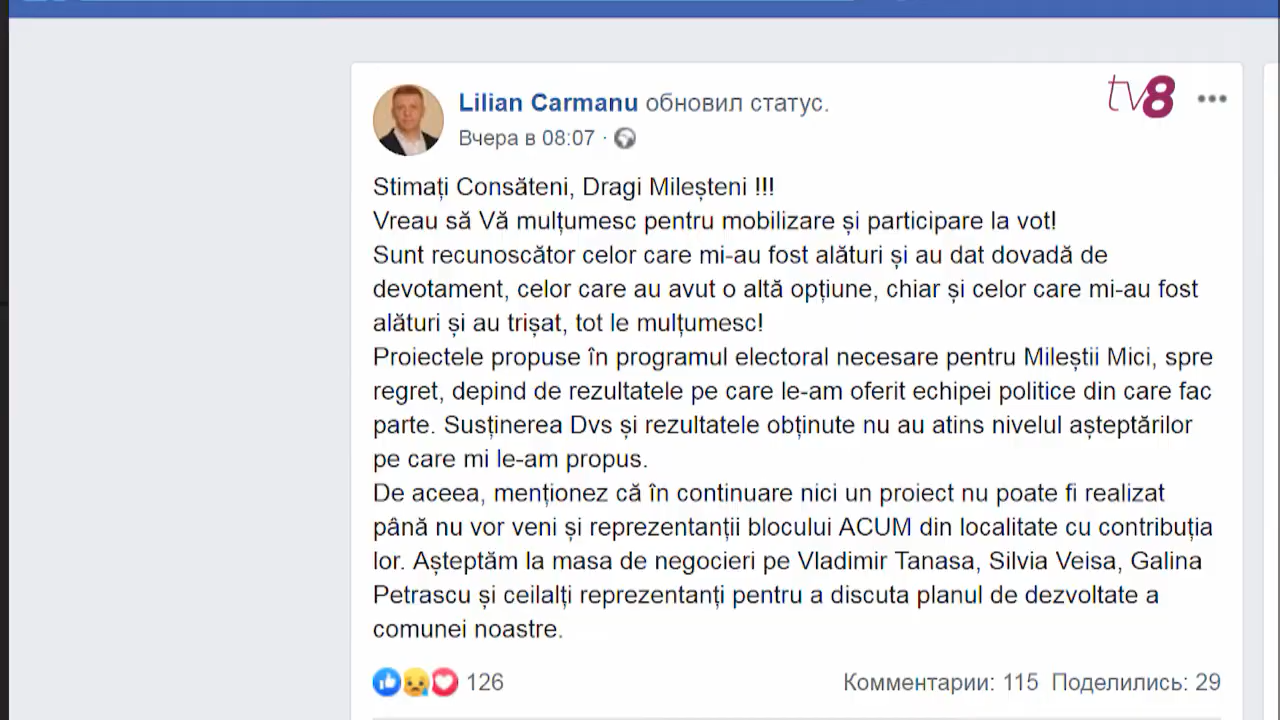 Lilian Carmanu обновил статус.
tv8
Вчера в 08:07 ·
Stimați Consăteni, Dragi Mileșteni !!!
Vreau să Vă mulțumesc pentru mobilizare și participare la vot!
Sunt recunoscător celor care mi-au fost alături și au dat dovadă de
devotament, celor care au avut o altă opțiune, chiar și celor care mi-au fost
alături și au trișat, tot le mulțumesc!
Proiectele propuse în programul electoral necesare pentru Mileștii Mici, spre
regret, depind de rezultatele pe care le-am oferit echipei politice din care fac
parte. Susținerea Dvs și rezultatele obținute nu au atins nivelul așteptărilor
pe care mi le-am propus.
De aceea, menționez că în continuare nici un proiect nu poate fi realizat
până nu vor veni și reprezentanții blocului ACUM din localitate cu contribuția
lor. Așteptăm la masa de negocieri pe Vladimir Tanasa, Silvia Veisa, Galina
Petrascu și ceilalți reprezentanți pentru a discuta planul de dezvoltate a
comunei noastre.
126
Комментарии: 115 Поделились: 29